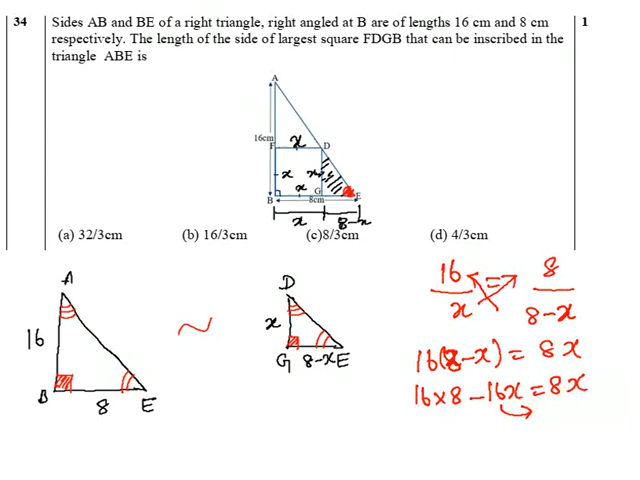 34 Sides AB and BE of a right triangle, right angled at B are of lengths 16 cm and 8 cm 1
respectively. The length of the side of largest square FDGB that can be inscribed in the
triangle ABE is
A
16cm
F x D
x x
x G E
B 8cm
x 8-x
(a) 32/3cm (b) 16/3cm (c)8/3cm (d) 4/3cm
A D 16/x = 8/8-x
16 ~ x
G 8-x E 16(8-x) = 8x
B 8 E 16×8 - 16x = 8x